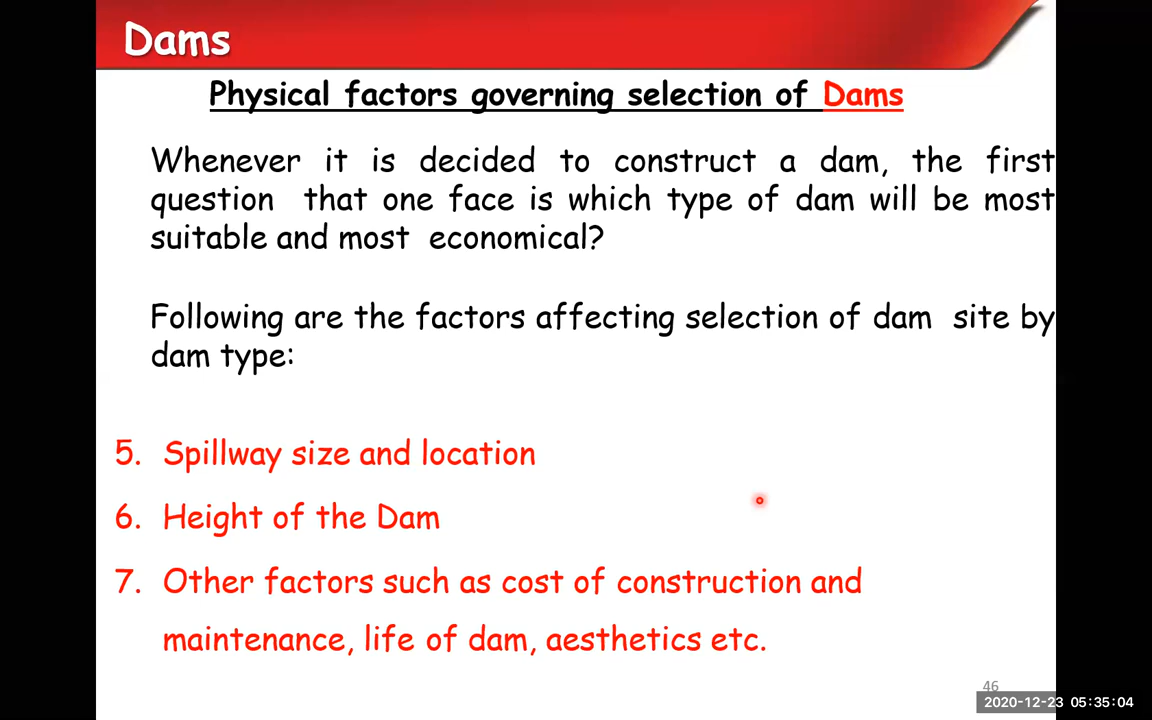 Dams
Physical factors governing selection of Dams
Whenever it is decided to construct a dam, the first
question that one face is which type of dam will be most
suitable and most economical?
Following are the factors affecting selection of dam site by
dam type:
5. Spillway size and location
6. Height of the Dam
7. Other factors such as cost of construction and
maintenance, life of dam, aesthetics etc.
46
2020-12-23 05:35:04